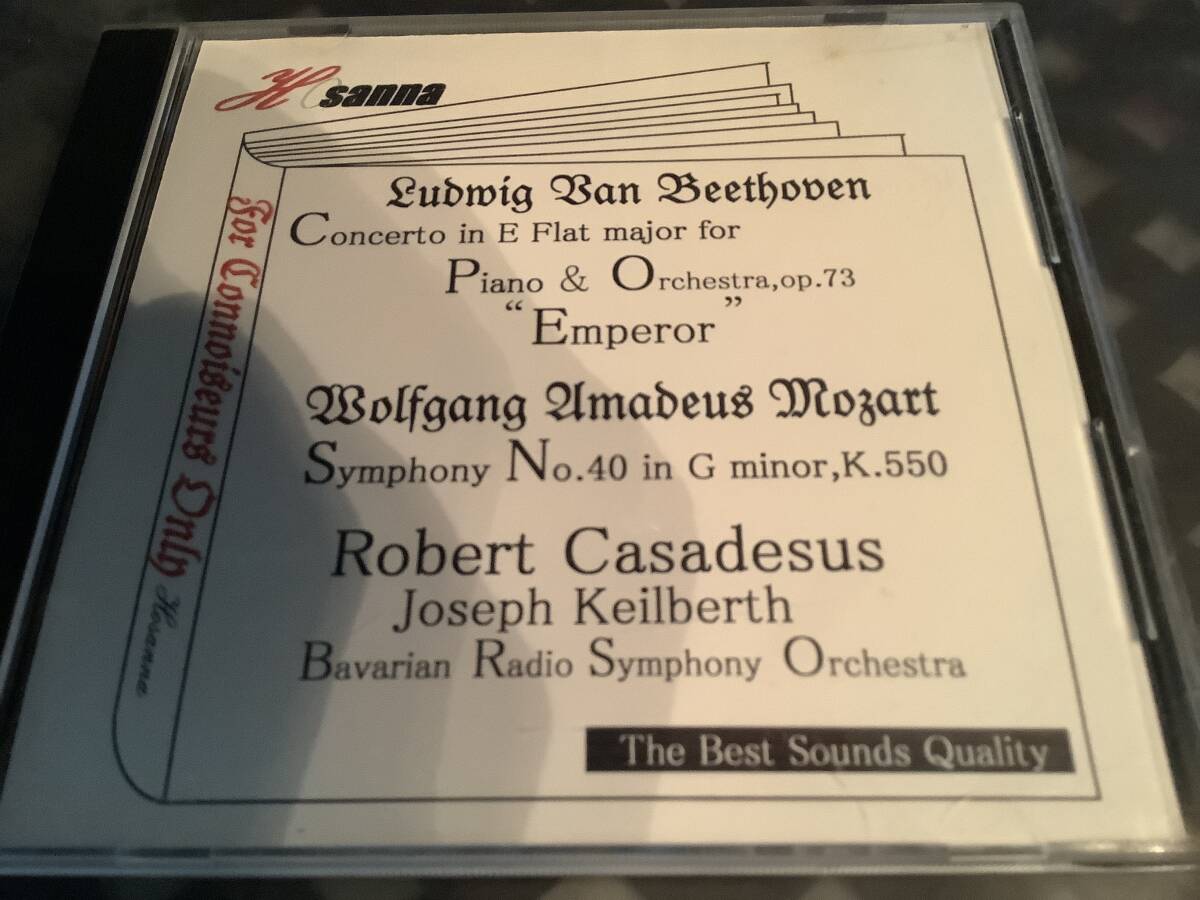 Hosanna
Ludwig Van Beethoven
Concerto in E Flat major for
Piano & Orchestra,op.73
“Emperor”
Wolfgang Amadeus Mozart
Symphony No.40 in G minor,K.550
Robert Casadesus
Joseph Keilberth
Bavarian Radio Symphony Orchestra
The Best Sounds Quality
For Connoiseurs Only Hosanna